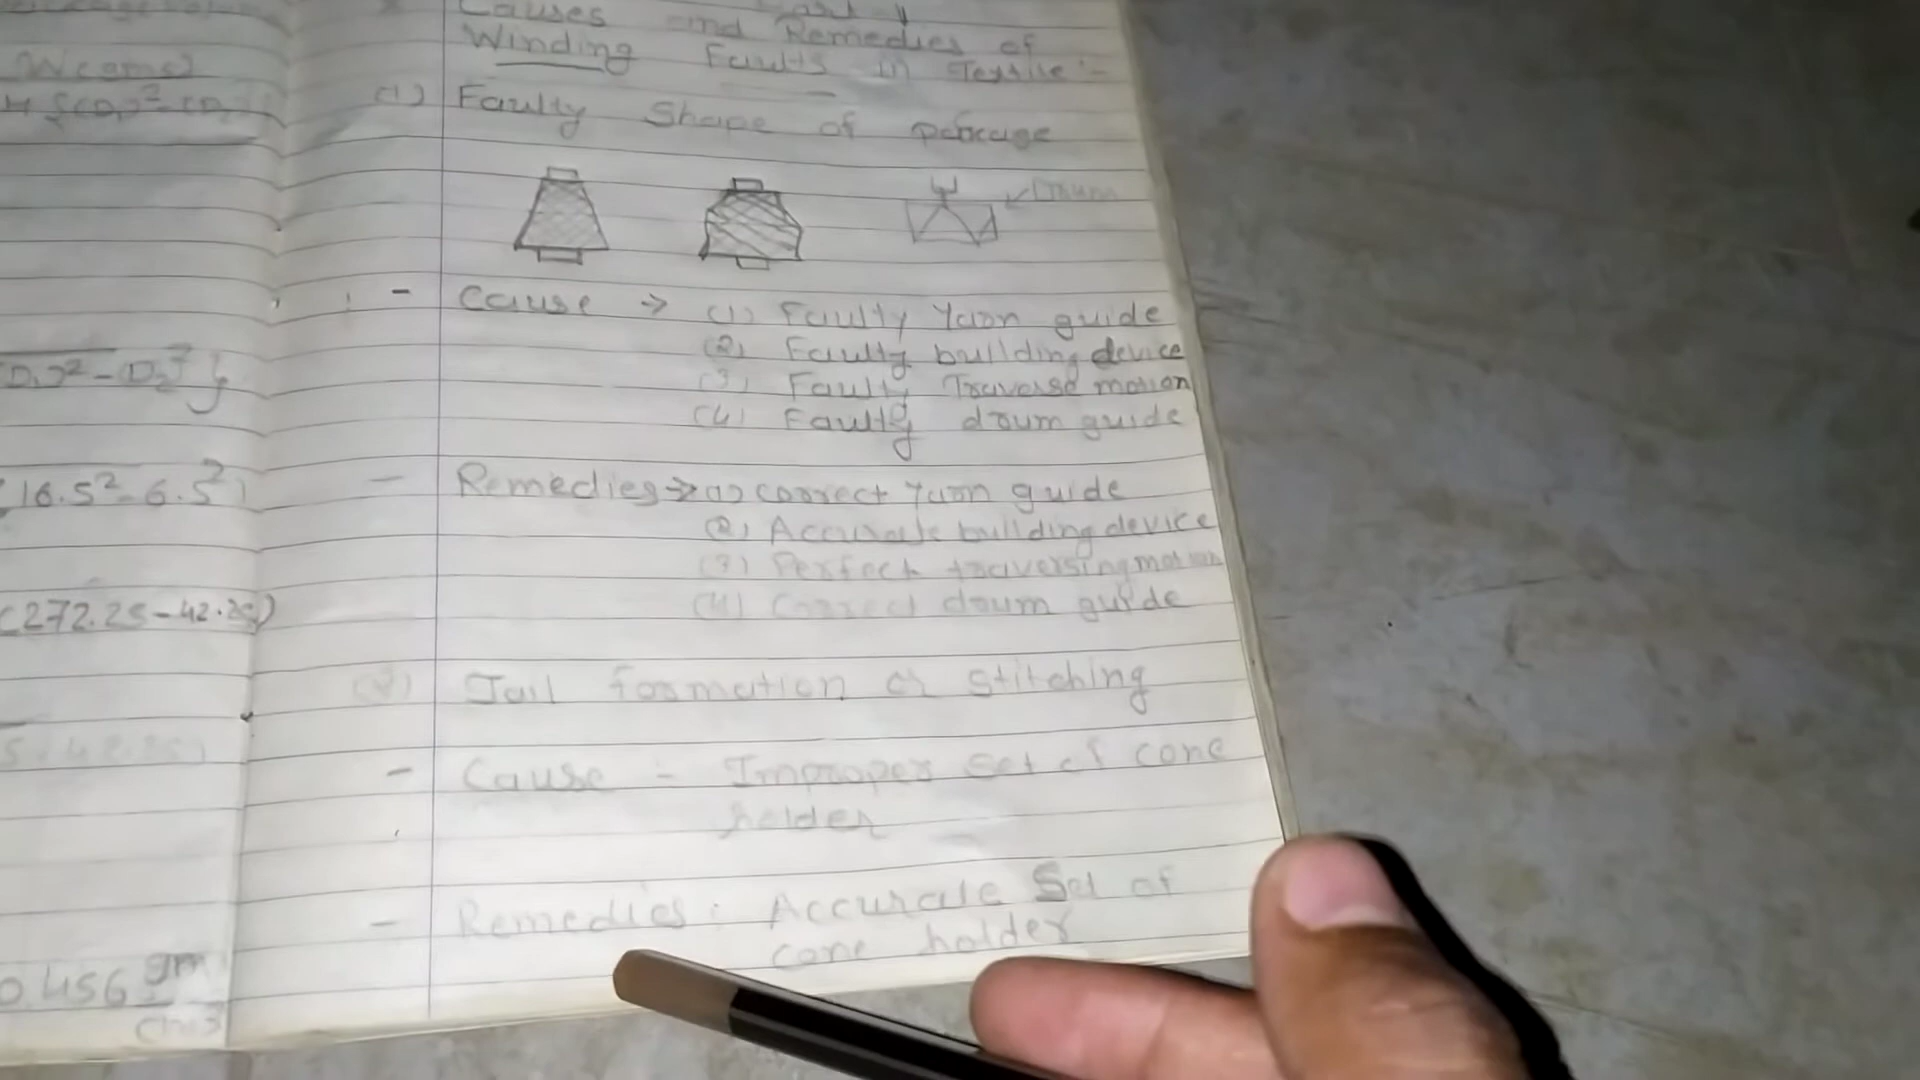 Causes and Remedies of
Winding Faults in Textile :-
(1) Faulty Shape of package
Drum
- Cause → (1) Faulty Yarn guide
(2) Faulty building device
(3) Faulty Traverse motion
(4) Faulty drum guide
- Remedies → (1) correct Yarn guide
(2) Accurate building device
(3) Perfect traversing motion
(4) Correct drum guide
(2) Tail formation or stitching
- Cause - Improper set of cone
holder
- Remedies : Accurate Set of
cone holder
(16.5² - 6.5²)
(272.25 - 42.25)
0.456 gm